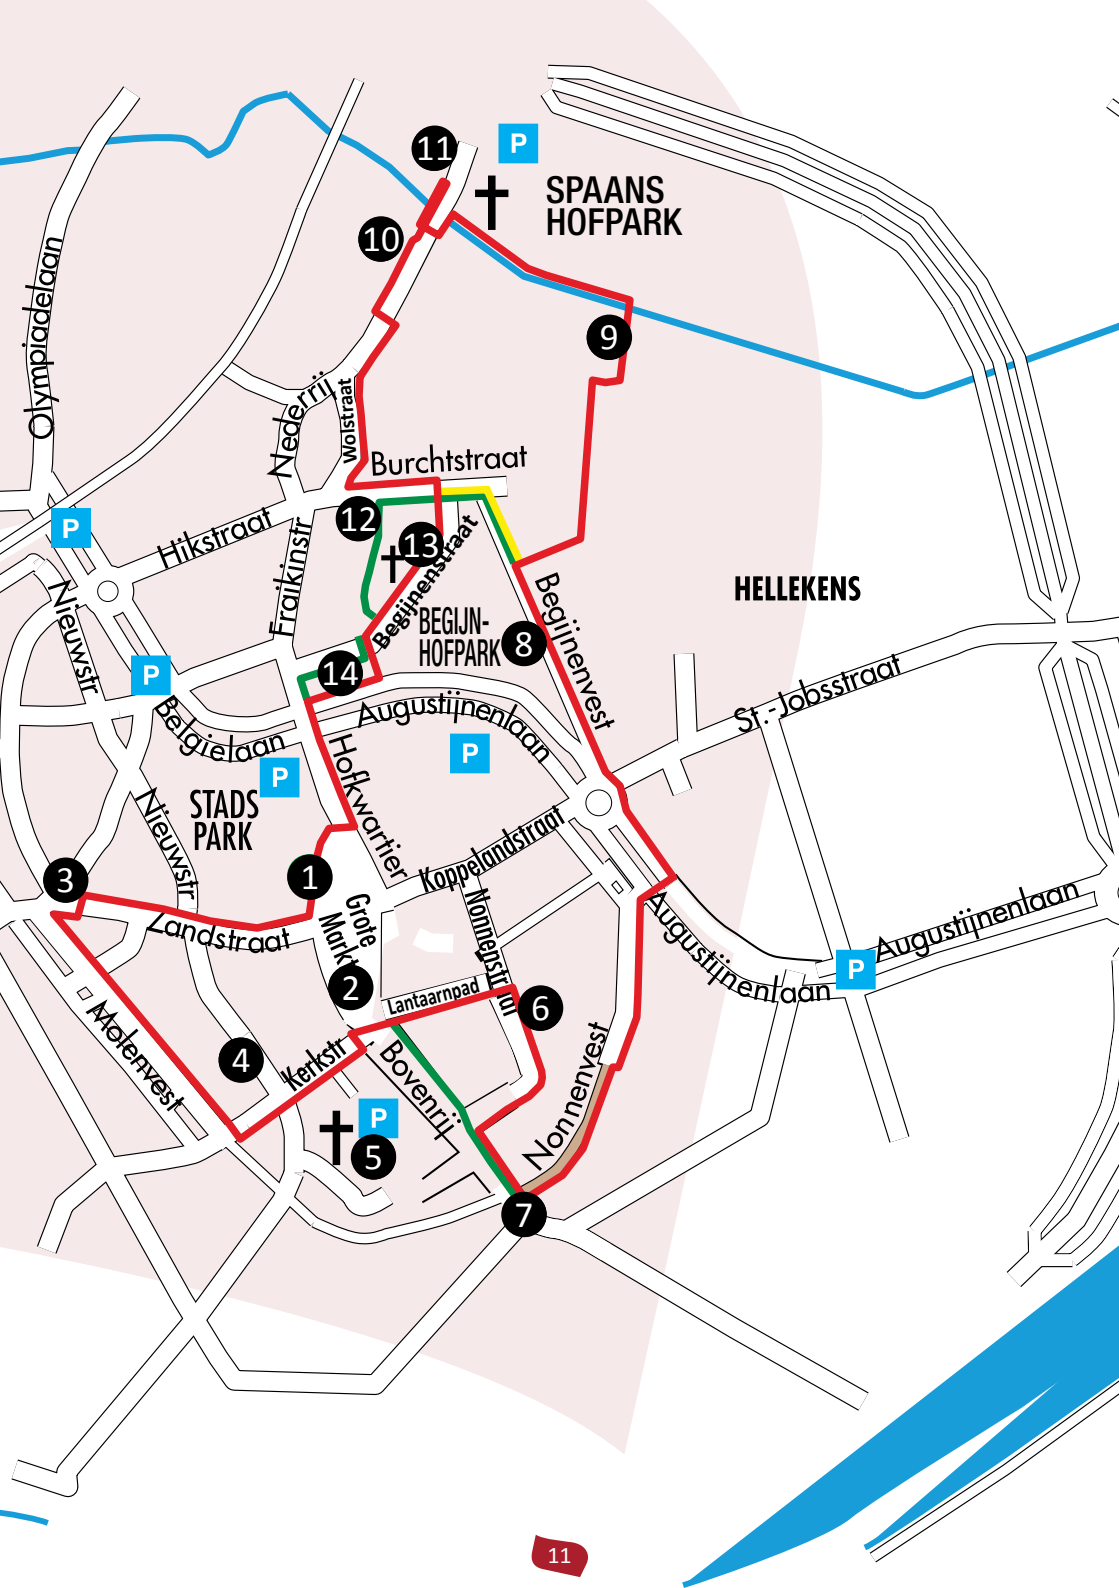 11
P
SPAANS
HOFPARK
10
Olympiadelaan
9
Nederrij
Wolstraat
Burchtstraat
P
Hikstraat
12
13
Fraikinstr
Begijnenstraat
Nieuwstr
BEGIJN-
HOFPARK
8
Begijnenvest
HELLEKENS
P
14
Belgielaan
Augustijnenlaan
St.-Jobsstraat
P
P
Hofkwartier
STADS
PARK
Nieuwstr
Koppelandstraat
3
1
Grote
Markt
Nonnenstraat
Zandstraat
Augustijnenlaan
Augustijnenlaan
P
2
Lantaarnpad
6
Molenvest
4
Kerkstr
Bovenrij
Nonnenvest
P
5
7
11